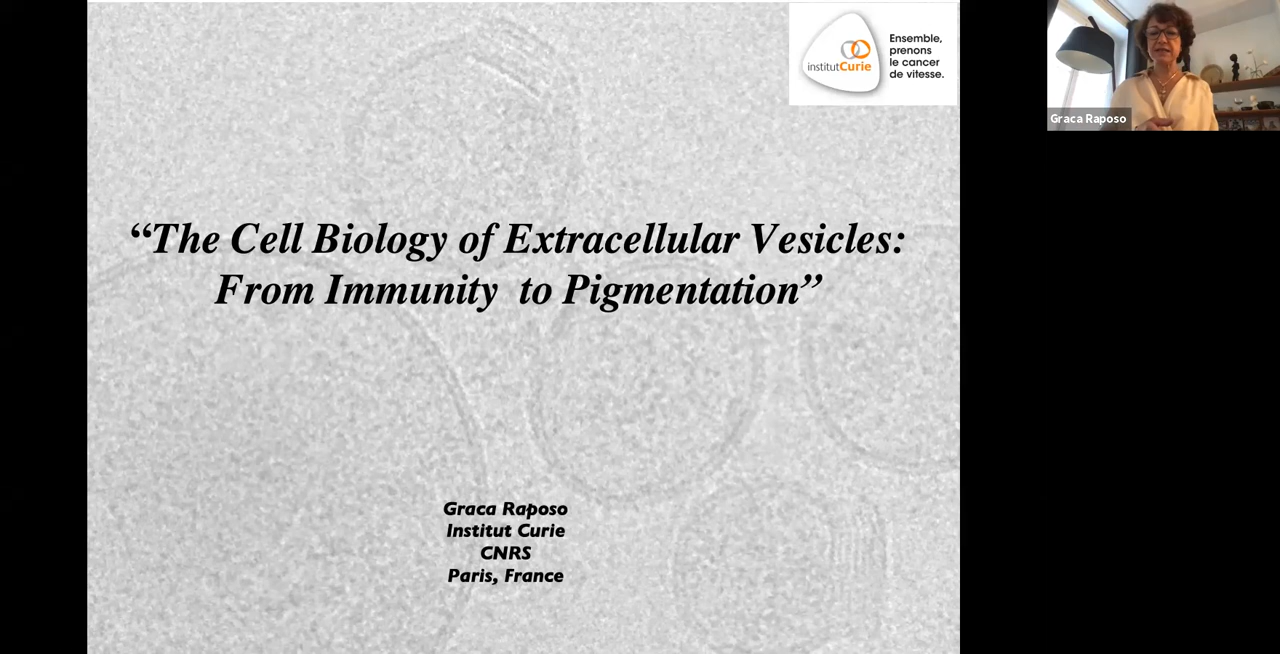 institutCurie
Ensemble,
prenons
le cancer
de vitesse.
Graca Raposo
“The Cell Biology of Extracellular Vesicles:
From Immunity to Pigmentation”
Graca Raposo
Institut Curie
CNRS
Paris, France